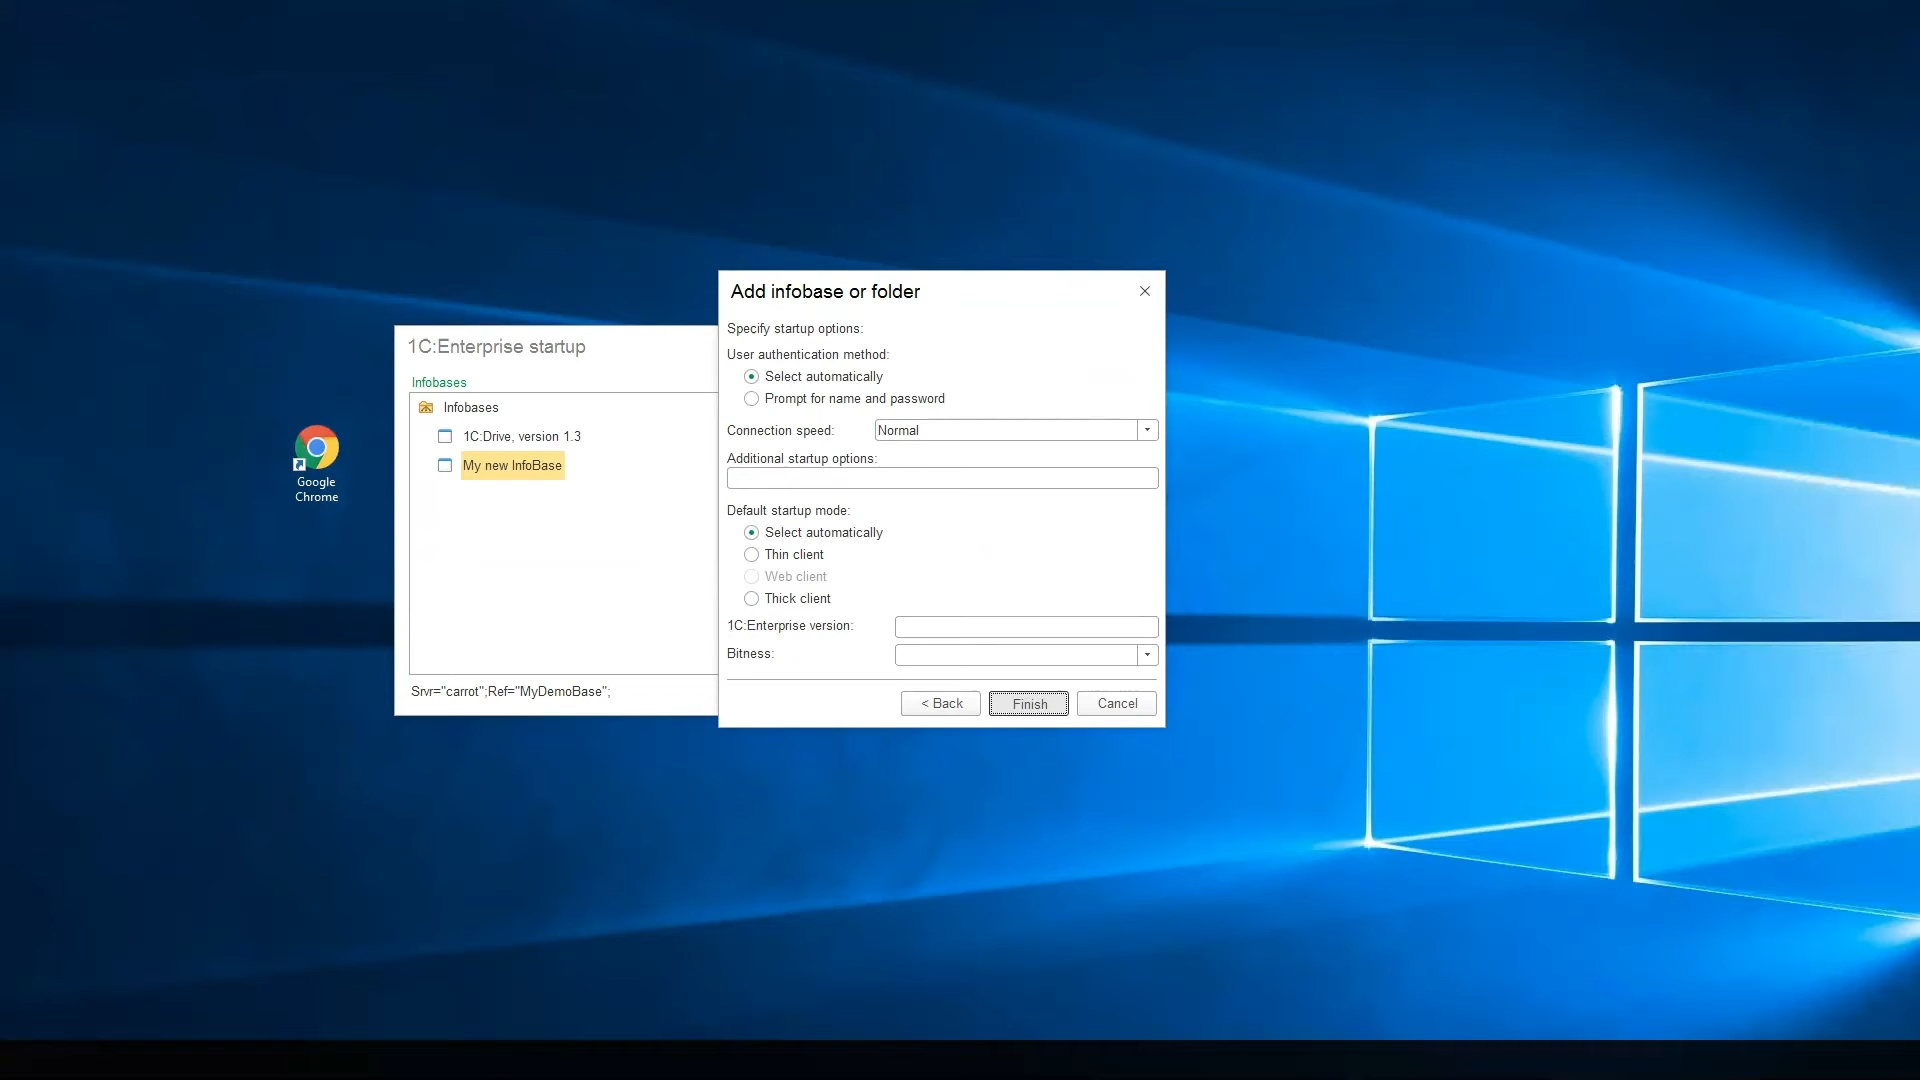 Add infobase or folder
Specify startup options:
User authentication method:
Select automatically
Prompt for name and password
Connection speed:
Normal
Additional startup options:
Default startup mode:
Select automatically
Thin client
Web client
Thick client
1C:Enterprise version:
Bitness:
< Back
Finish
Cancel
1C:Enterprise startup
Infobases
Infobases
1C:Drive, version 1.3
My new InfoBase
Srvr="carrot";Ref="MyDemoBase";
Google
Chrome